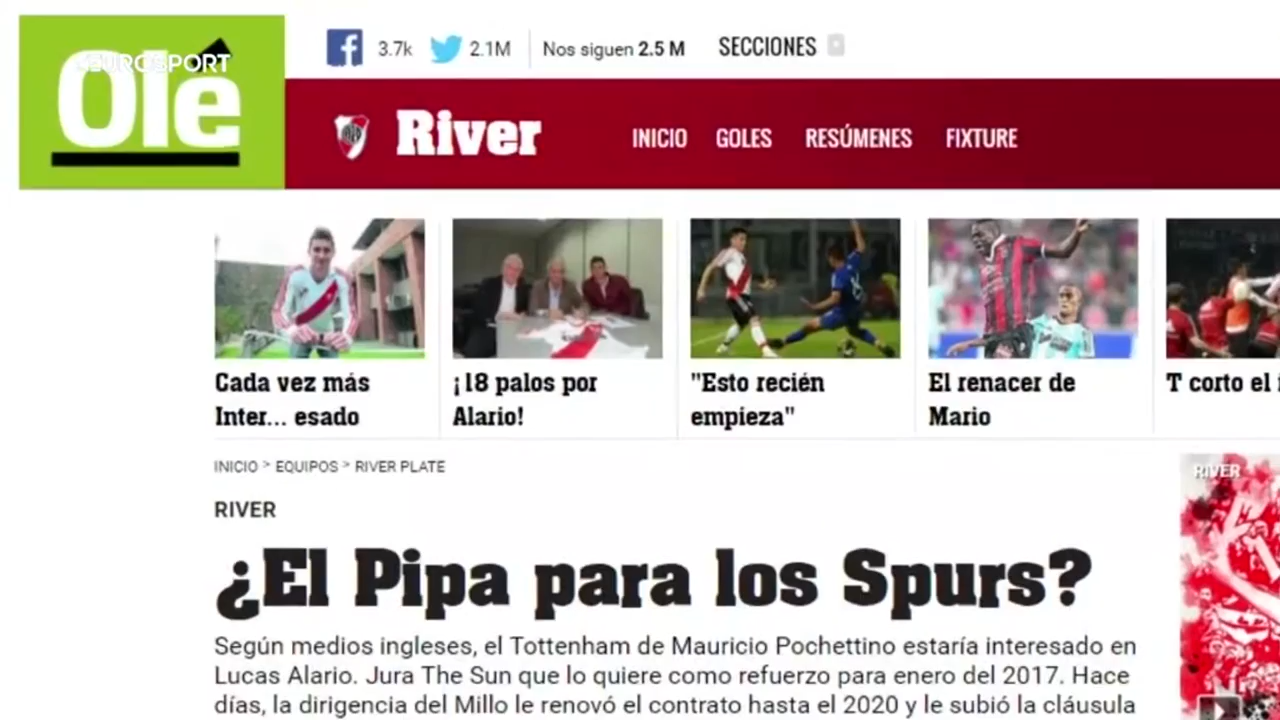 EUROSPORT
Olé
3.7k
2.1M
Nos siguen 2.5 M
SECCIONES
River
INICIO
GOLES
RESÚMENES
FIXTURE
Cada vez más
Inter... esado
¡18 palos por
Alario!
"Esto recién
empieza"
El renacer de
Mario
T corto el
INICIO > EQUIPOS > RIVER PLATE
RIVER
RIVER
¿El Pipa para los Spurs?
Según medios ingleses, el Tottenham de Mauricio Pochettino estaría interesado en
Lucas Alario. Jura The Sun que lo quiere como refuerzo para enero del 2017. Hace
días, la dirigencia del Millo le renovó el contrato hasta el 2020 y le subió la cláusula